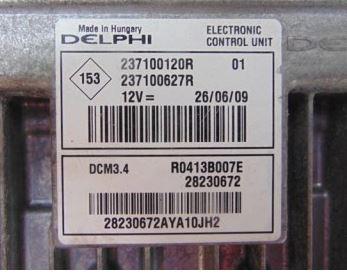 Made in Hungary
DELPHI
ELECTRONIC
CONTROL UNIT
153
237100120R 01
237100627R
12V= 26/06/09
DCM3.4 R0413B007E
28230672
28230672AYA10JH2
DELPHI